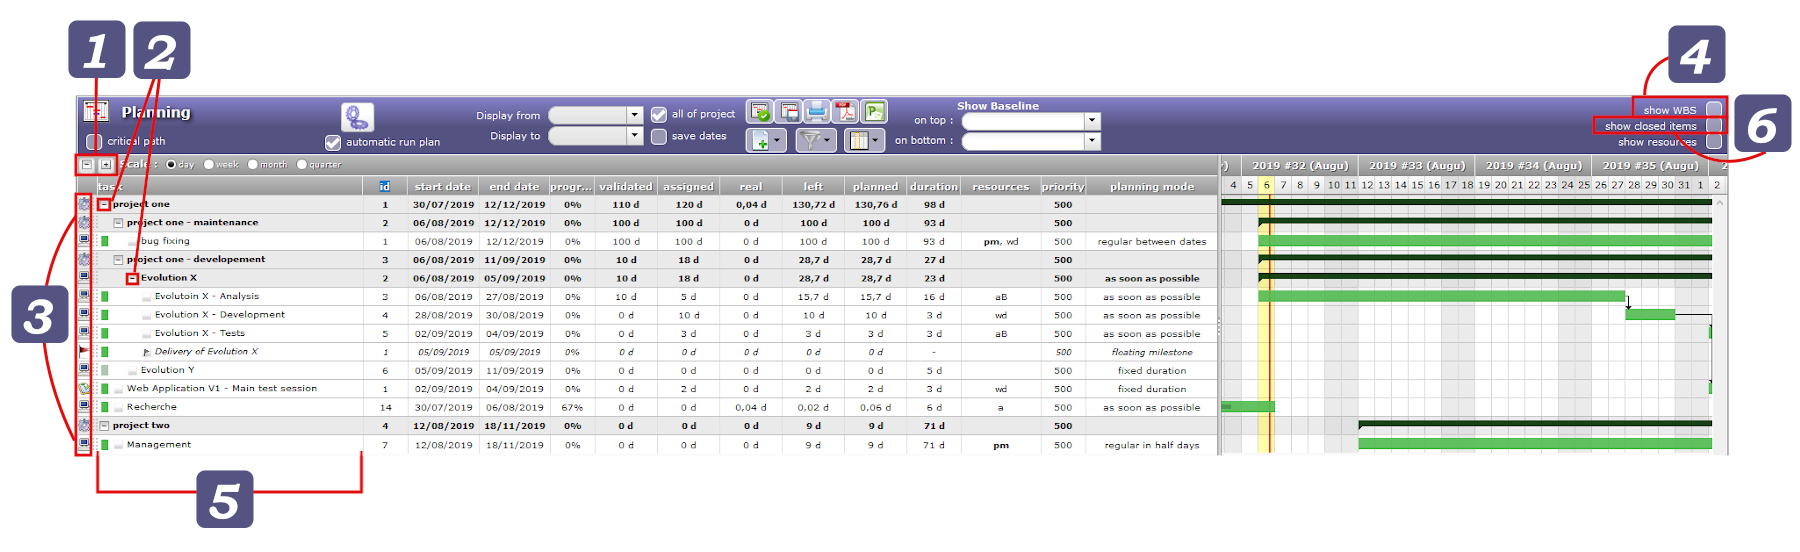 1 2
4
Planning
Display from
all of project
Show Baseline
show WBS
6
on top :
show closed items
critical path
automatic run plan
Display to
save dates
on bottom :
show resources
Scale : day week month quarter
2019 #32 (Augu) 2019 #33 (Augu) 2019 #34 (Augu) 2019 #35 (Augu) 2
task id start date end date progr... validated assigned real left planned duration resources priority planning mode
4 5 6 7 8 9 10 11 12 13 14 15 16 17 18 19 20 21 22 23 24 25 26 27 28 29 30 31 1 2
project one 1 30/07/2019 12/12/2019 0% 110 d 120 d 0,04 d 130,72 d 130,76 d 98 d 500
project one - maintenance 2 06/08/2019 12/12/2019 0% 100 d 100 d 0 d 100 d 100 d 93 d 500
bug fixing 1 06/08/2019 12/12/2019 0% 100 d 100 d 0 d 100 d 100 d 93 d pm, wd 500 regular between dates
project one - developement 3 06/08/2019 11/09/2019 0% 10 d 18 d 0 d 28,7 d 28,7 d 27 d 500
Evolution X 2 06/08/2019 05/09/2019 0% 10 d 18 d 0 d 28,7 d 28,7 d 23 d 500 as soon as possible
Evolutoin X - Analysis 3 06/08/2019 27/08/2019 0% 10 d 5 d 0 d 15,7 d 15,7 d 16 d aB 500 as soon as possible
3
Evolution X - Development 4 28/08/2019 30/08/2019 0% 0 d 10 d 0 d 10 d 10 d 3 d wd 500 as soon as possible
Evolution X - Tests 5 02/09/2019 04/09/2019 0% 0 d 3 d 0 d 3 d 3 d 3 d aB 500 as soon as possible
Delivery of Evolution X 1 05/09/2019 05/09/2019 0% 0 d 0 d 0 d 0 d 0 d - 500 floating milestone
Evolution Y 6 05/09/2019 11/09/2019 0% 0 d 0 d 0 d 0 d 0 d 5 d 500 fixed duration
Web Application V1 - Main test session 1 02/09/2019 04/09/2019 0% 0 d 2 d 0 d 2 d 2 d 3 d wd 500 fixed duration
Recherche 14 30/07/2019 06/08/2019 67% 0 d 0 d 0,04 d 0,02 d 0,06 d 6 d a 500 as soon as possible
project two 4 12/08/2019 18/11/2019 0% 0 d 0 d 0 d 9 d 9 d 71 d 500
Management 7 12/08/2019 18/11/2019 0% 0 d 0 d 0 d 9 d 9 d 71 d pm 500 regular in half days
5